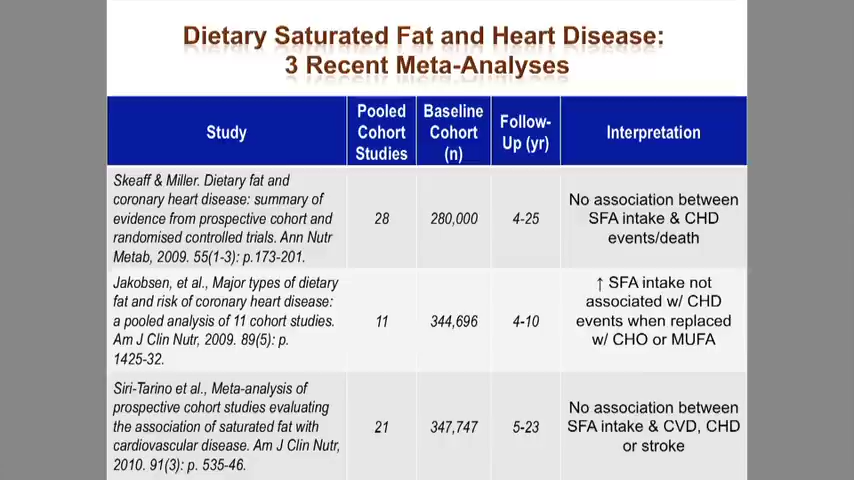 Dietary Saturated Fat and Heart Disease:
3 Recent Meta-Analyses
Study
Pooled
Cohort
Studies
Baseline
Cohort
(n)
Follow-
Up (yr)
Interpretation
Skeaff & Miller. Dietary fat and
coronary heart disease: summary of
evidence from prospective cohort and
randomised controlled trials. Ann Nutr
Metab, 2009. 55(1-3): p.173-201.
28
280,000
4-25
No association between
SFA intake & CHD
events/death
Jakobsen, et al., Major types of dietary
fat and risk of coronary heart disease:
a pooled analysis of 11 cohort studies.
Am J Clin Nutr, 2009. 89(5): p.
1425-32.
11
344,696
4-10
↑ SFA intake not
associated w/ CHD
events when replaced
w/ CHO or MUFA
Siri-Tarino et al., Meta-analysis of
prospective cohort studies evaluating
the association of saturated fat with
cardiovascular disease. Am J Clin Nutr,
2010. 91(3): p. 535-46.
21
347,747
5-23
No association between
SFA intake & CVD, CHD
or stroke